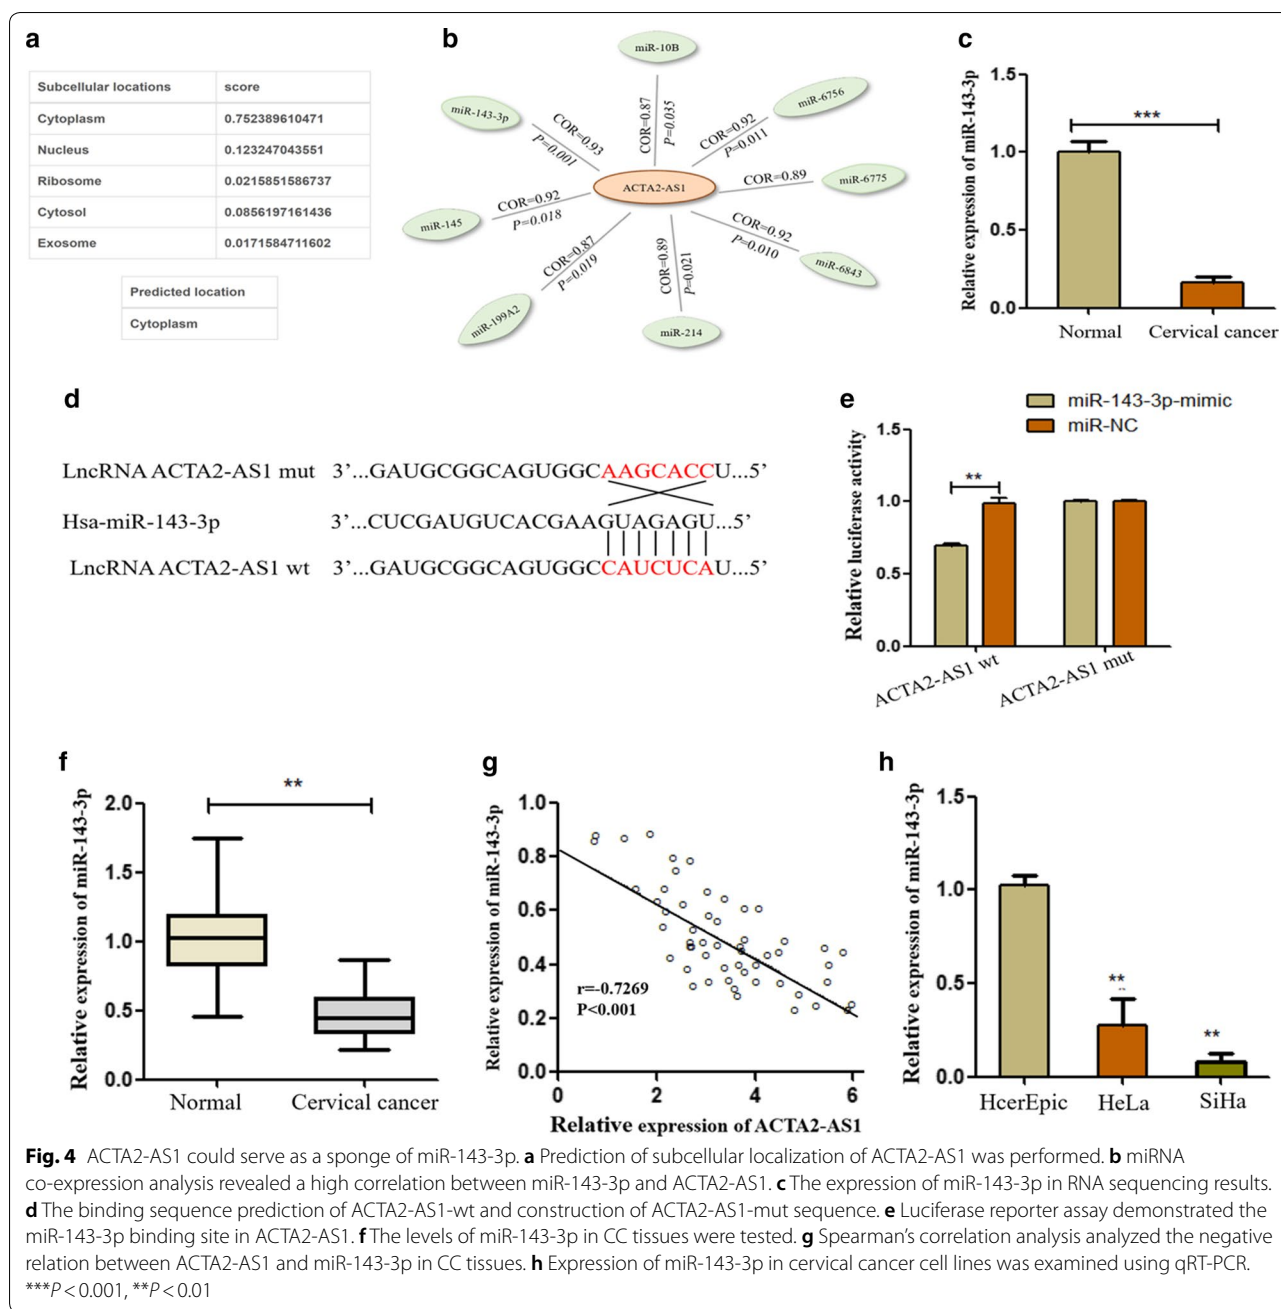 a
Subcellular locations score
Cytoplasm 0.752389610471
Nucleus 0.123247043551
Ribosome 0.0215851586737
Cytosol 0.0856197161436
Exosome 0.0171584711602
Predicted location
Cytoplasm
b
miR-10B
miR-143-3p
miR-6756
COR=0.93
P=0.001
COR=0.87
P=0.035
COR=0.92
P=0.011
ACTA2-AS1
COR=0.89
miR-6775
miR-145
COR=0.92
P=0.018
COR=0.87
P=0.019
COR=0.89
P=0.021
COR=0.92
P=0.010
miR-6843
miR-199A2
miR-214
c
Relative expression of miR-143-3p
1.5
1.0
0.5
0.0
***
Normal Cervical cancer
d
LncRNA ACTA2-AS1 mut 3’...GAUGCGGCAGUGGCAAGCACCU...5’
Hsa-miR-143-3p 3’...CUCGAUGUCACGAAGUAGAGU...5’
LncRNA ACTA2-AS1 wt 3’...GAUGCGGCAGUGGCCAUCUCAU...5’
e
miR-143-3p-mimic
miR-NC
Relative luciferase activity
1.5
1.0
0.5
0.0
**
ACTA2-AS1 wt ACTA2-AS1 mut
f
Relative expression of miR-143-3p
2.0
1.5
1.0
0.5
0.0
**
Normal Cervical cancer
g
Relative expression of miR-143-3p
1.0
0.8
0.6
0.4
0.2
0.0
r=-0.7269
P<0.001
0 2 4 6
Relative expression of ACTA2-AS1
h
Relative expression of miR-143-3p
1.5
1.0
0.5
0.0
**
**
HcerEpic HeLa SiHa
Fig. 4 ACTA2-AS1 could serve as a sponge of miR-143-3p. a Prediction of subcellular localization of ACTA2-AS1 was performed. b miRNA
co-expression analysis revealed a high correlation between miR-143-3p and ACTA2-AS1. c The expression of miR-143-3p in RNA sequencing results.
d The binding sequence prediction of ACTA2-AS1-wt and construction of ACTA2-AS1-mut sequence. e Luciferase reporter assay demonstrated the
miR-143-3p binding site in ACTA2-AS1. f The levels of miR-143-3p in CC tissues were tested. g Spearman’s correlation analysis analyzed the negative
relation between ACTA2-AS1 and miR-143-3p in CC tissues. h Expression of miR-143-3p in cervical cancer cell lines was examined using qRT-PCR.
***P < 0.001, **P < 0.01